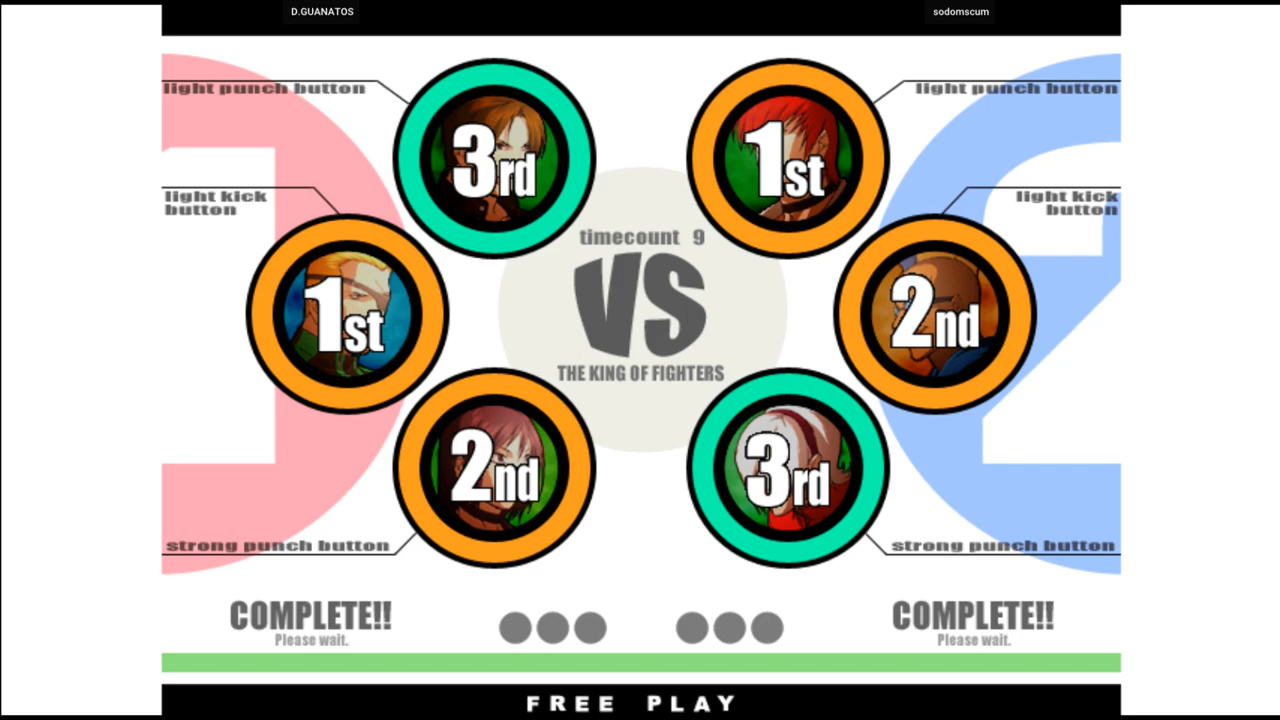 D.GUANATOS
sodomscum
light punch button
light punch button
3rd
1st
light kick
button
light kick
button
timecount 9
VS
THE KING OF FIGHTERS
1st
2nd
2nd
3rd
strong punch button
strong punch button
COMPLETE!!
Please wait.
COMPLETE!!
Please wait.
FREE PLAY
1
2